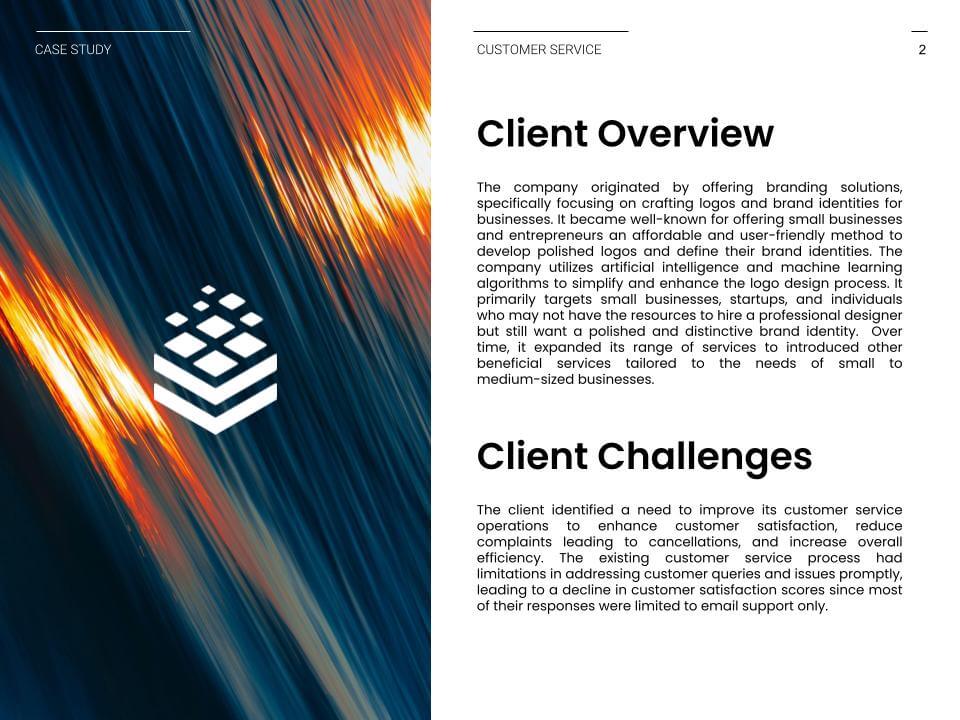 CASE STUDY
CUSTOMER SERVICE
2
Client Overview
The company originated by offering branding solutions,
specifically focusing on crafting logos and brand identities for
businesses. It became well-known for offering small businesses
and entrepreneurs an affordable and user-friendly method to
develop polished logos and define their brand identities. The
company utilizes artificial intelligence and machine learning
algorithms to simplify and enhance the logo design process. It
primarily targets small businesses, startups, and individuals
who may not have the resources to hire a professional designer
but still want a polished and distinctive brand identity.  Over
time, it expanded its range of services to introduced other
beneficial services tailored to the needs of small to
medium-sized businesses.
Client Challenges
The client identified a need to improve its customer service
operations to enhance customer satisfaction, reduce
complaints leading to cancellations, and increase overall
efficiency. The existing customer service process had
limitations in addressing customer queries and issues promptly,
leading to a decline in customer satisfaction scores since most
of their responses were limited to email support only.